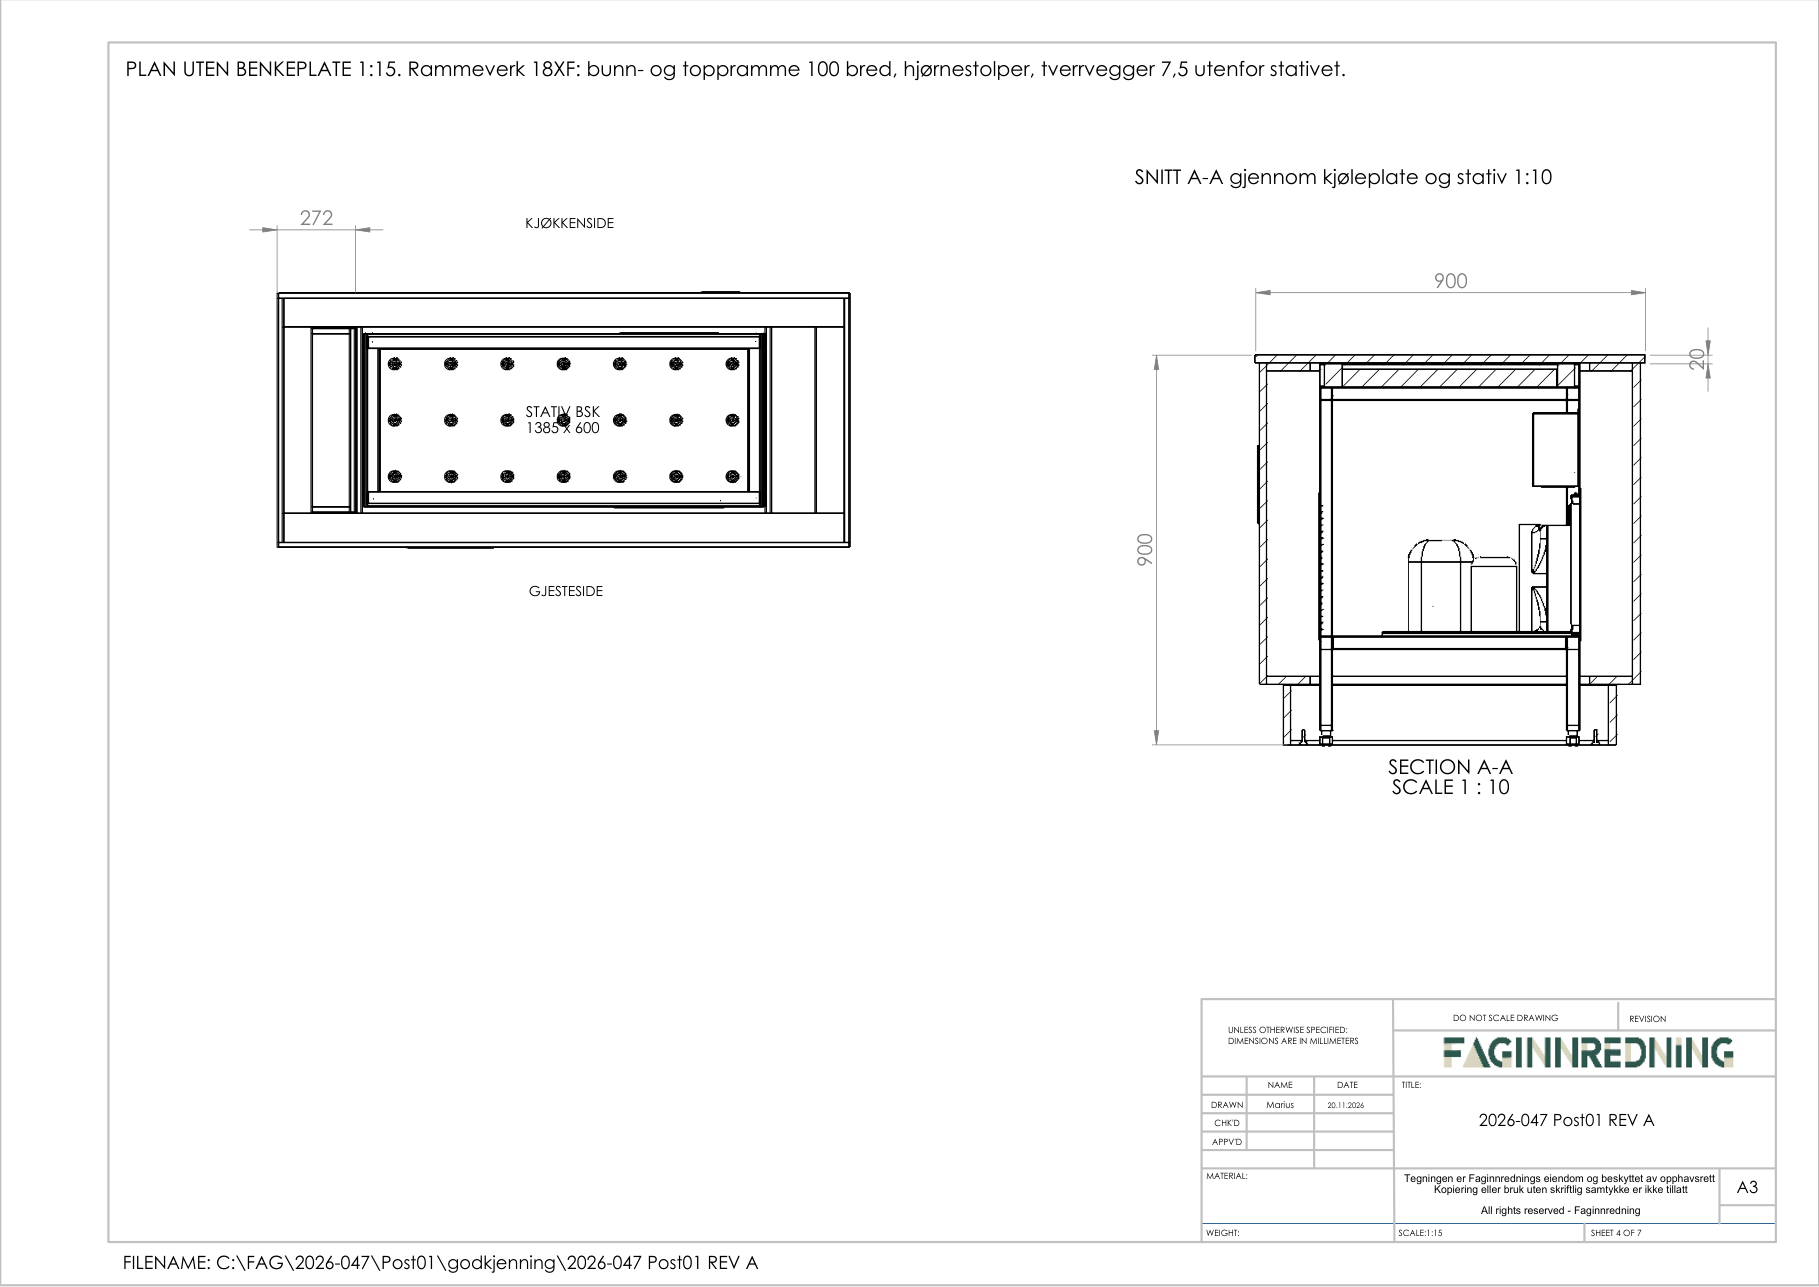 PLAN UTEN BENKEPLATE 1:15. Rammeverk 18XF: bunn- og toppramme 100 bred, hjørnestolper, tverrvegger 7,5 utenfor stativet.
SNITT A-A gjennom kjøleplate og stativ 1:10
272
KJØKKENSIDE
900
20
STATIV BSK
1385 x 600
900
GJESTESIDE
SECTION A-A
SCALE 1 : 10
UNLESS OTHERWISE SPECIFIED:
DIMENSIONS ARE IN MILLIMETERS
DO NOT SCALE DRAWING
REVISION
FAGINNREDNING
NAME
DATE
TITLE:
DRAWN
Marius
20.11.2026
CHK'D
APPV'D
2026-047 Post01 REV A
MATERIAL:
Tegningen er Faginnrednings eiendom og beskyttet av opphavsrett
Kopiering eller bruk uten skriftlig samtykke er ikke tillatt
All rights reserved - Faginnredning
A3
WEIGHT:
SCALE:1:15
SHEET 4 OF 7
FILENAME: C:\FAG\2026-047\Post01\godkjenning\2026-047 Post01 REV A